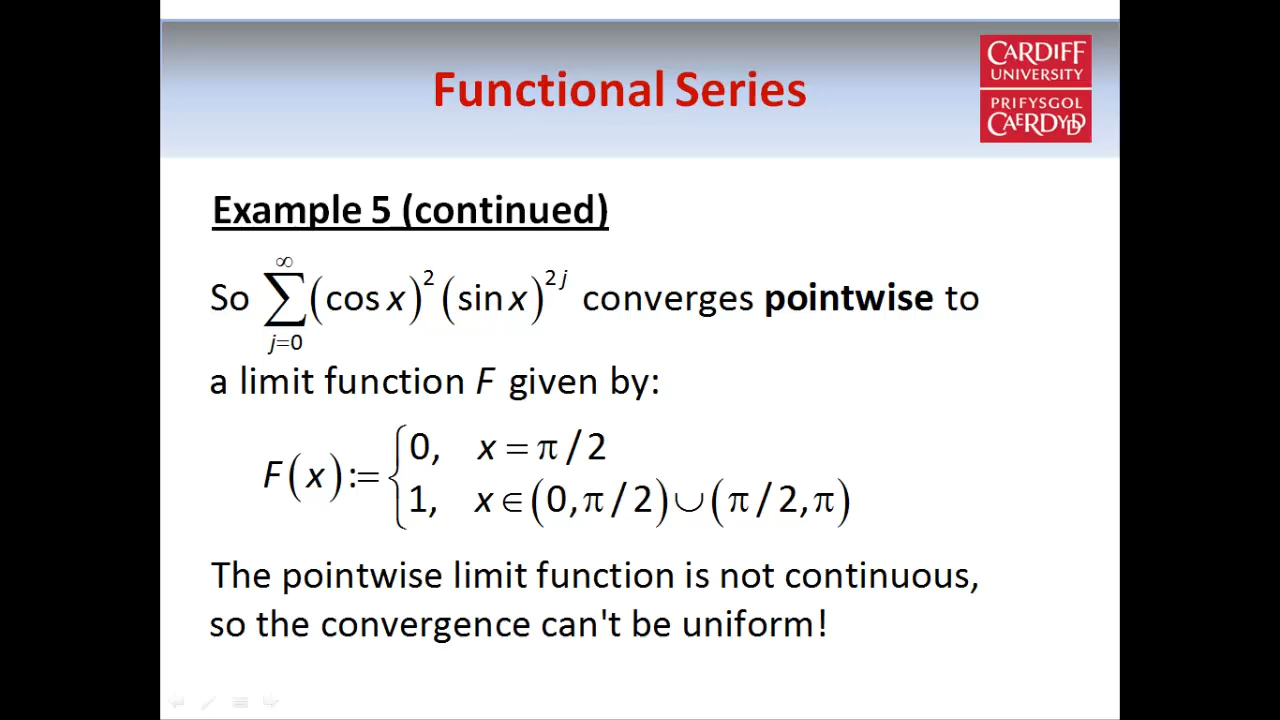 Functional Series
CARDIFF
UNIVERSITY
PRIFYSGOL
CAERDYDD
Example 5 (continued)
So ∑_{j=0}^{∞} (cos x)^2 (sin x)^{2j} converges pointwise to
a limit function F given by:
F(x) := { 0, x = π / 2
1, x ∈ (0, π / 2) ∪ (π / 2, π)
The pointwise limit function is not continuous,
so the convergence can't be uniform!